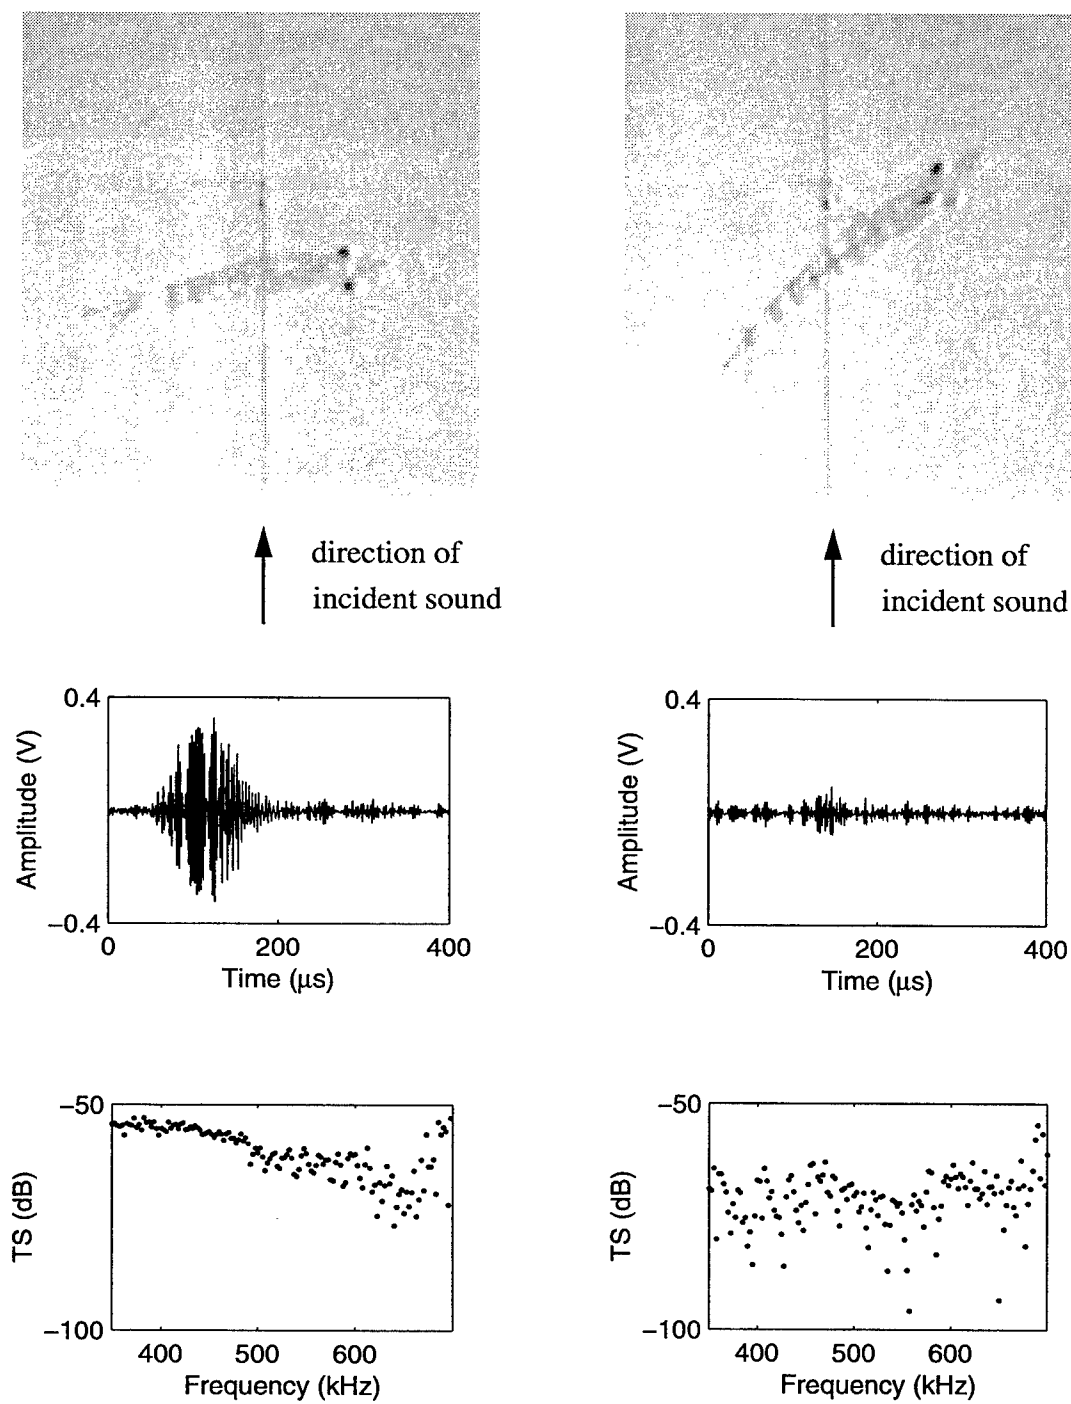 direction of
incident sound
direction of
incident sound
0.4
Amplitude (V)
−0.4
0 200 400
Time (μs)
0.4
Amplitude (V)
−0.4
0 200 400
Time (μs)
−50
TS (dB)
−100
400 500 600
Frequency (kHz)
−50
TS (dB)
−100
400 500 600
Frequency (kHz)